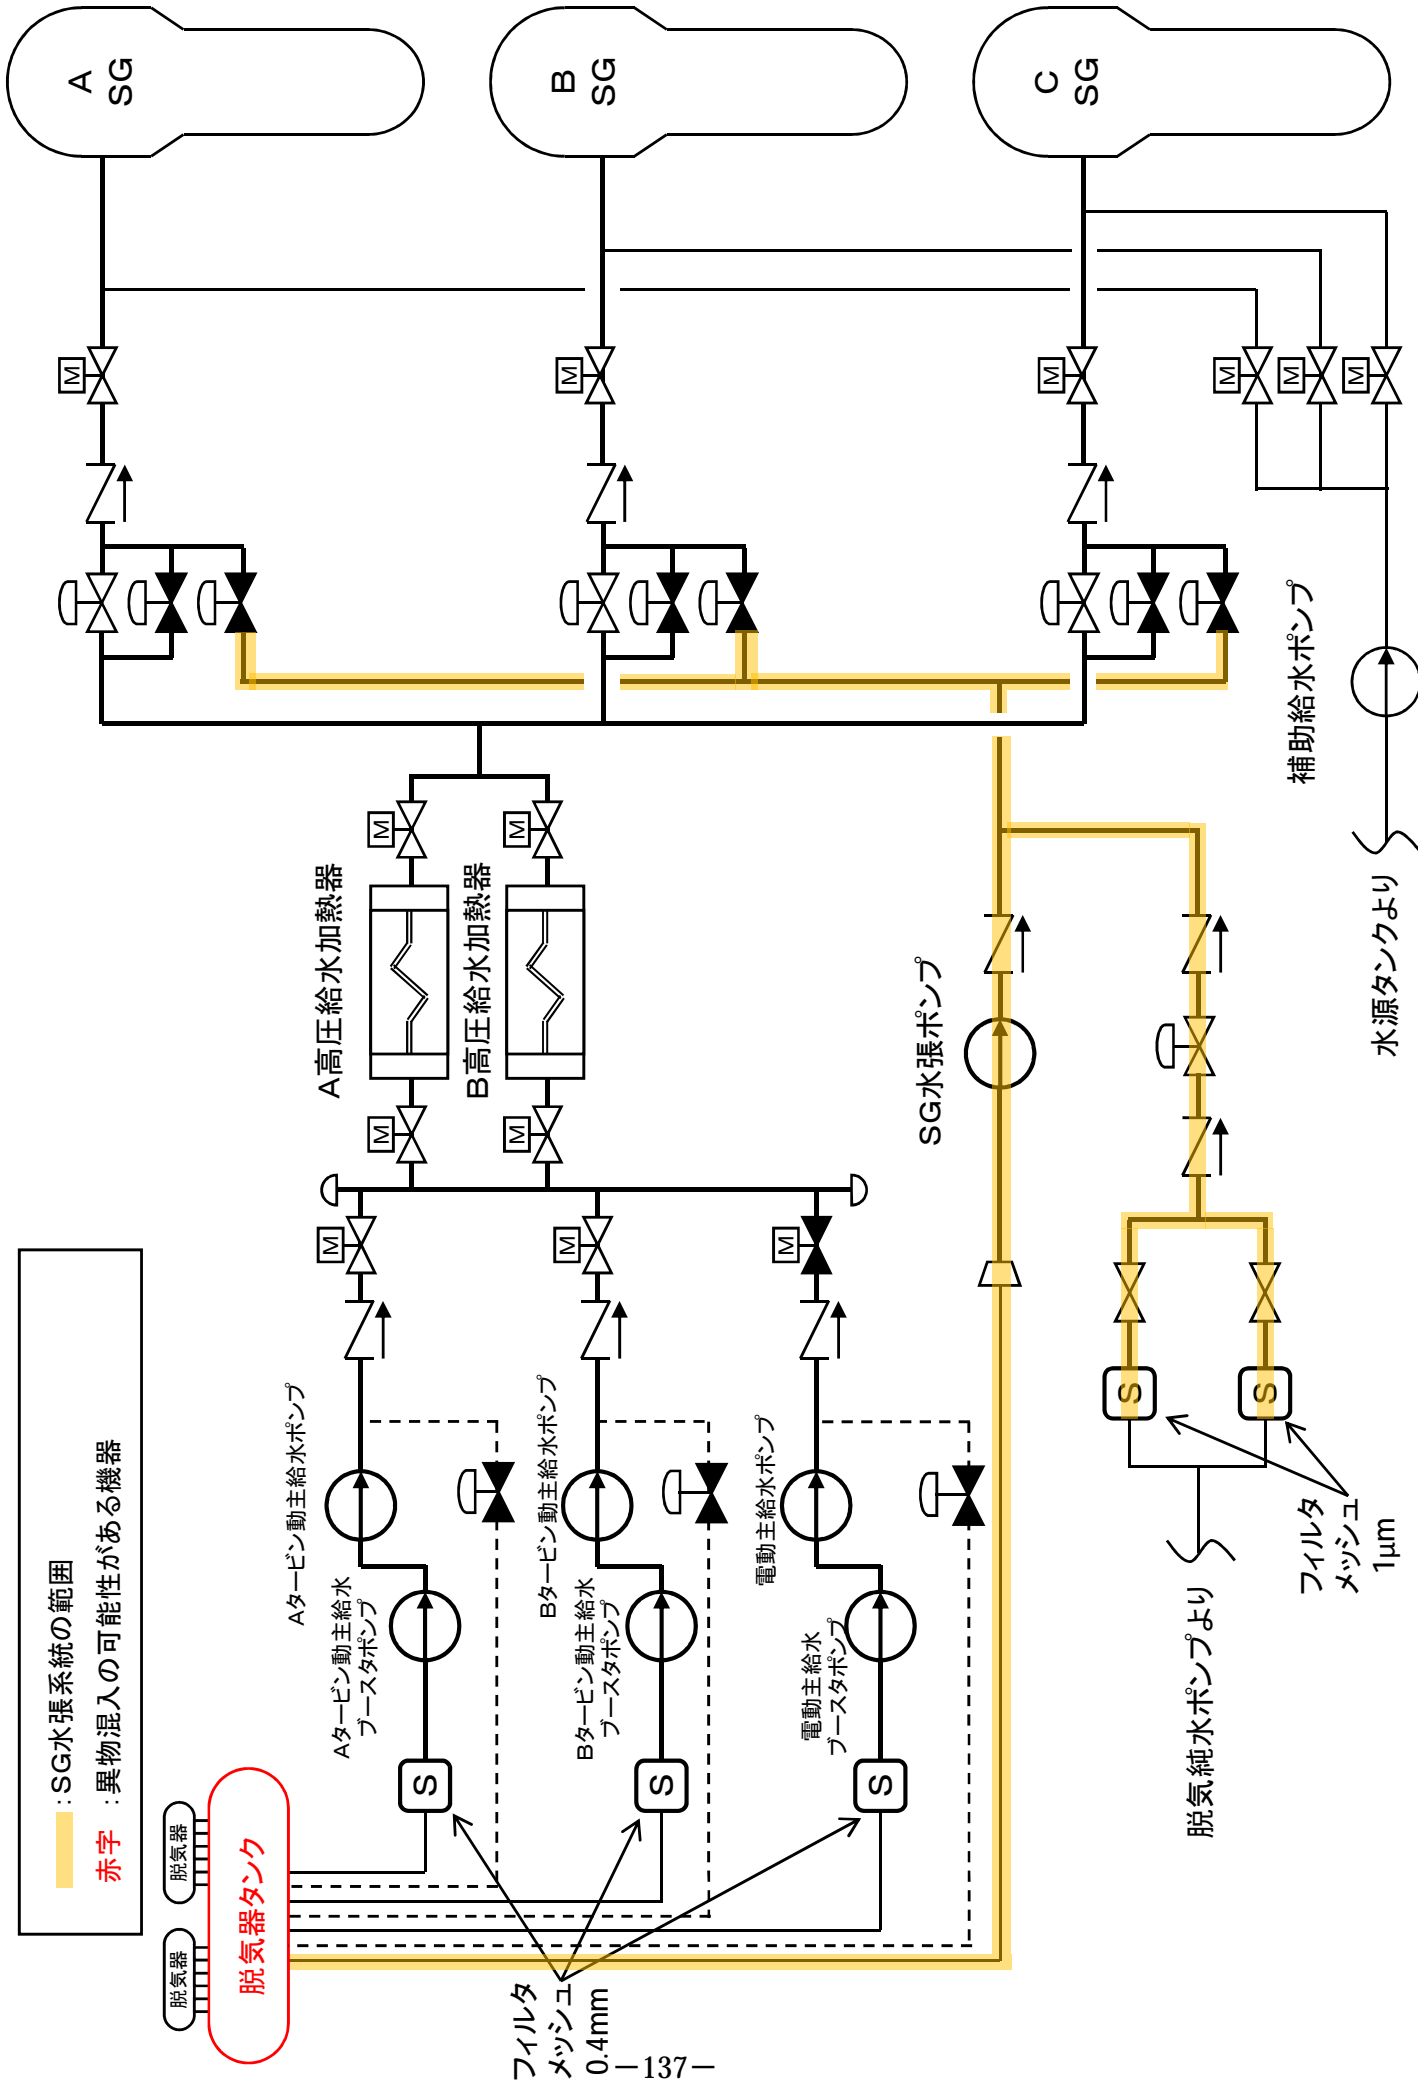 :SG水張系統の範囲
赤字 :異物混入の可能性がある機器
A
SG
B
SG
C
SG
M
M
M
M
M
M
A高圧給水加熱器
B高圧給水加熱器
M
M
M
M
M
M
M
Aタービン動主給水ポンプ
Aタービン動主給水
ブースタポンプ
Bタービン動主給水ポンプ
Bタービン動主給水
ブースタポンプ
電動主給水ポンプ
電動主給水
ブースタポンプ
SG水張ポンプ
補助給水ポンプ
水源タンクより
S
S
S
S
S
脱気器
脱気器
脱気器タンク
フィルタ
メッシュ
0.4mm
フィルタ
メッシュ
1μm
脱気純水ポンプより
－137－